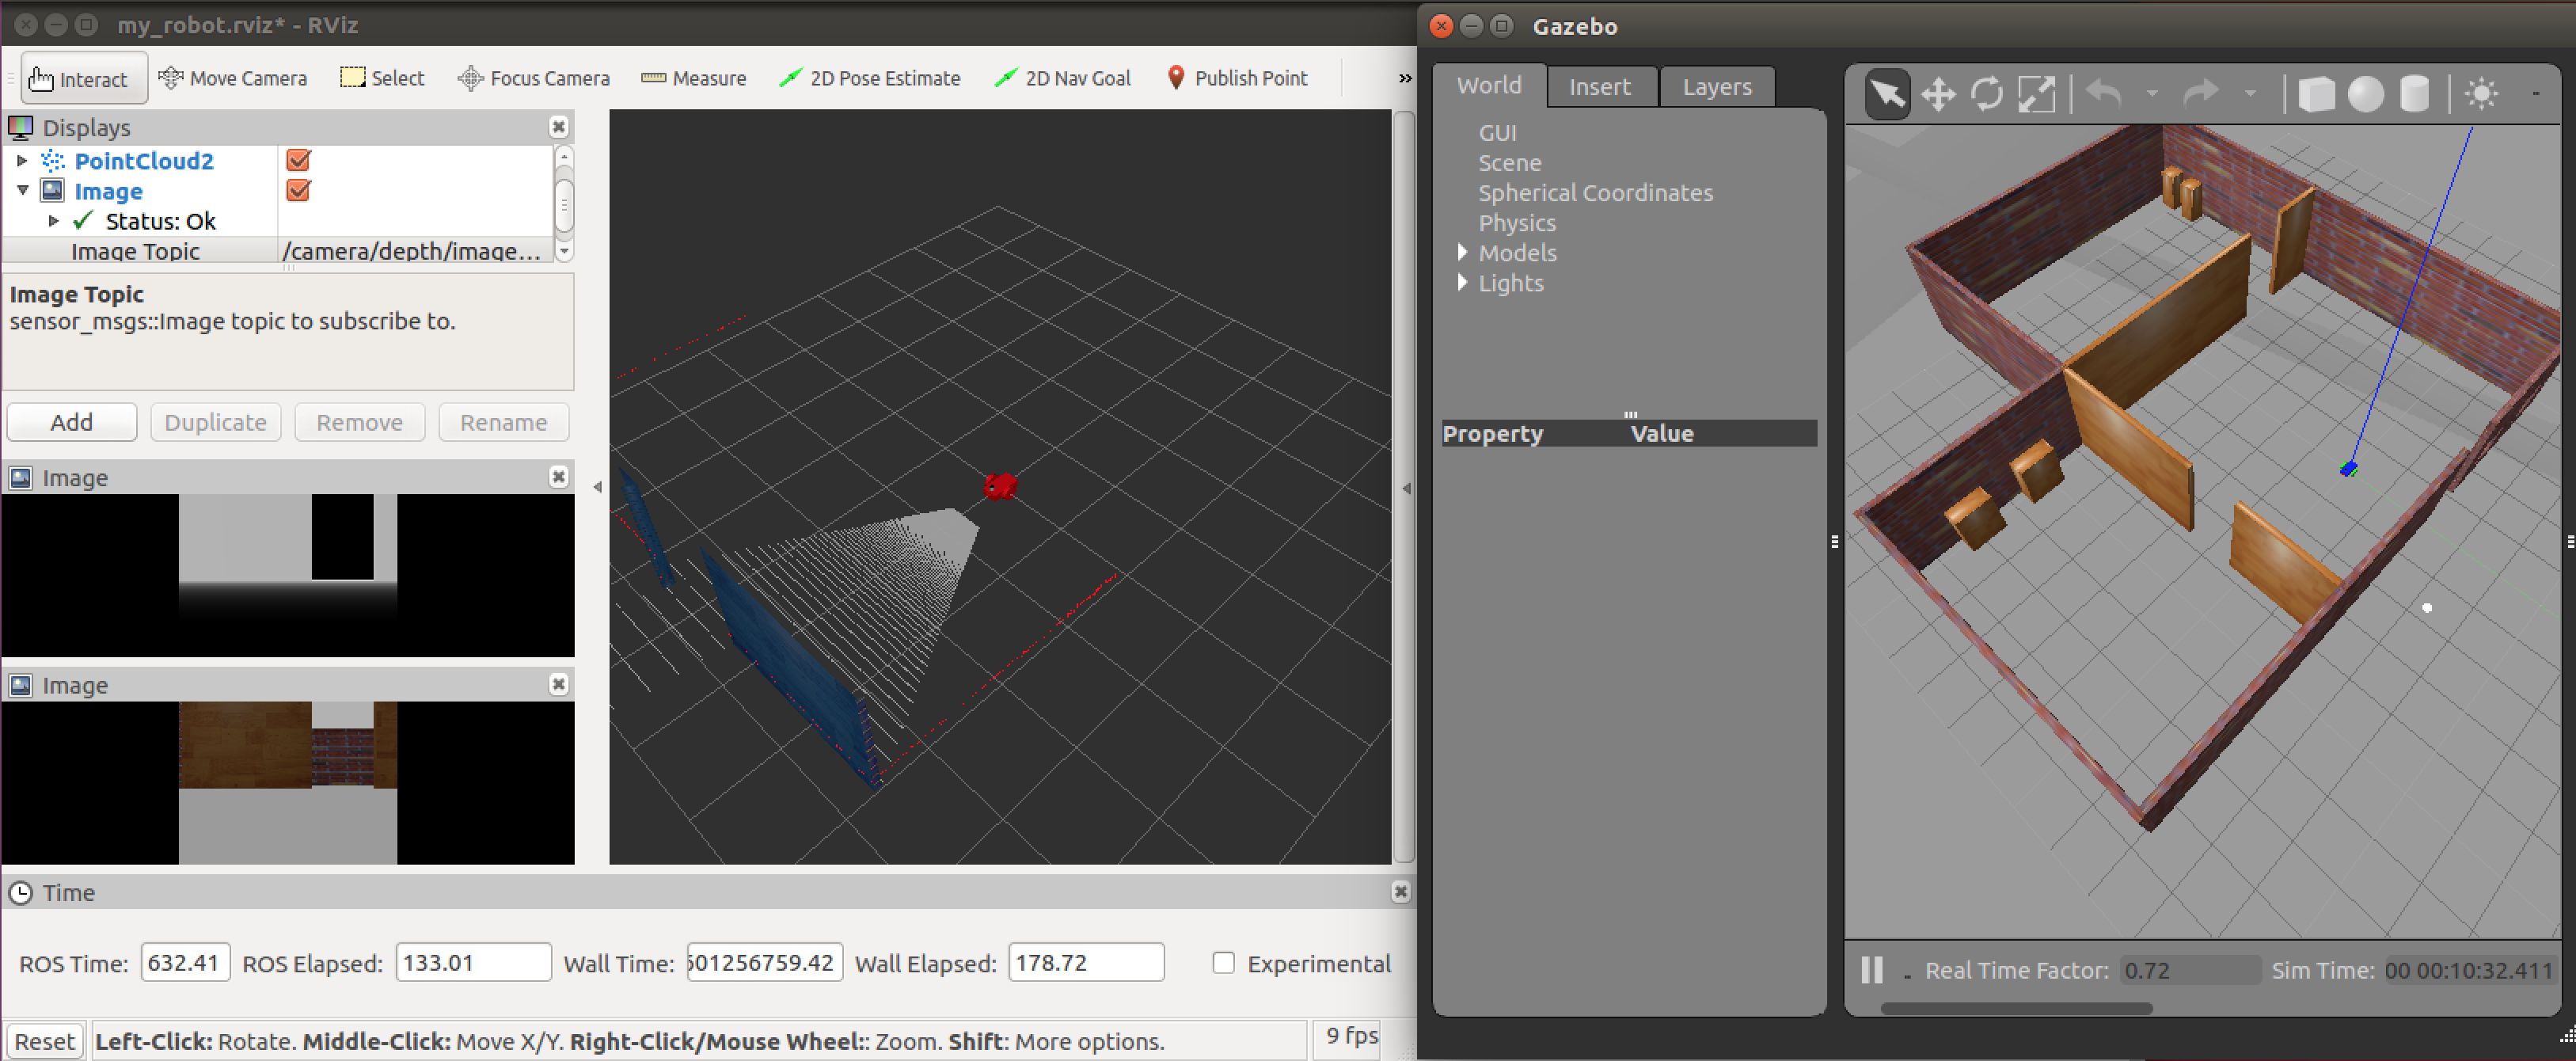 my_robot.rviz* - RViz
Interact
Move Camera
Select
Focus Camera
Measure
2D Pose Estimate
2D Nav Goal
Publish Point
»
Displays
PointCloud2
Image
Status: Ok
Image Topic /camera/depth/image...
Image Topic
sensor_msgs::Image topic to subscribe to.
Add
Duplicate
Remove
Rename
Image
Image
Time
ROS Time: 632.41
ROS Elapsed: 133.01
Wall Time: 501256759.42
Wall Elapsed: 178.72
Experimental
Reset
Left-Click: Rotate. Middle-Click: Move X/Y. Right-Click/Mouse Wheel:: Zoom. Shift: More options.
9 fps
Gazebo
World
Insert
Layers
GUI
Scene
Spherical Coordinates
Physics
Models
Lights
Property Value
Real Time Factor: 0.72
Sim Time: 00 00:10:32.411